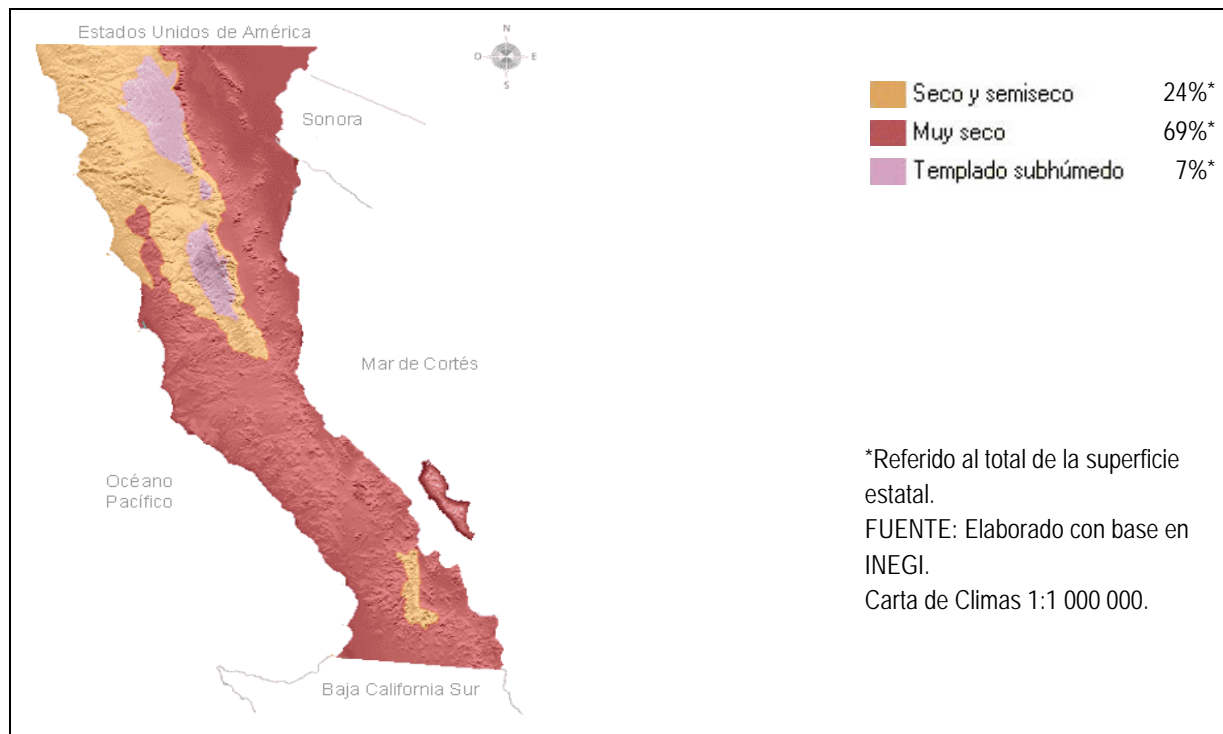 Estados Unidos de América
N
O
E
S
Sonora
Mar de Cortés
Océano
Pacífico
Baja California Sur
Seco y semiseco 24%*
Muy seco 69%*
Templado subhúmedo 7%*
*Referido al total de la superficie
estatal.
FUENTE: Elaborado con base en
INEGI.
Carta de Climas 1:1 000 000.